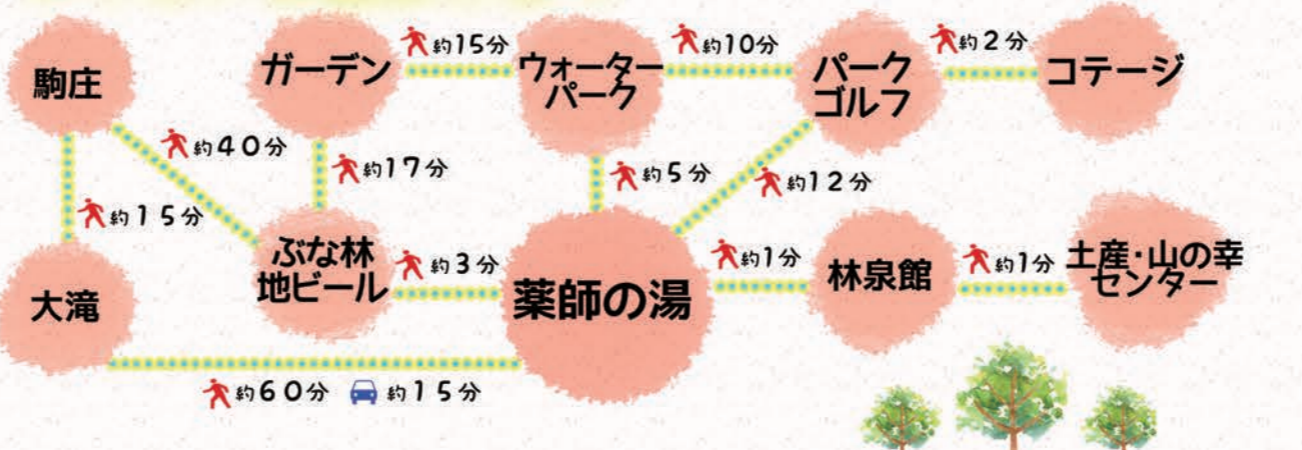 約15分
約10分
約2分
駒庄
ガーデン
ウォーター
パーク
パーク
ゴルフ
コテージ
約40分
約17分
約5分
約12分
約15分
ぶな林
地ビール
約3分
薬師の湯
約1分
林泉館
約1分
土産・山の幸
センター
大滝
約60分
約15分